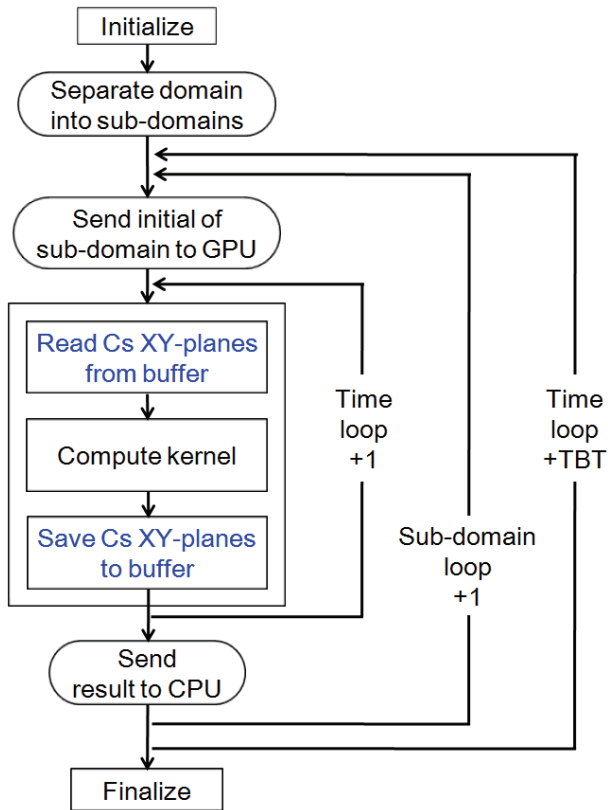 Initialize
Separate domain
into sub-domains
Send initial of
sub-domain to GPU
Read Cs XY-planes
from buffer
Compute kernel
Save Cs XY-planes
to buffer
Time
loop
+1
Sub-domain
loop
+1
Time
loop
+TBT
Send
result to CPU
Finalize